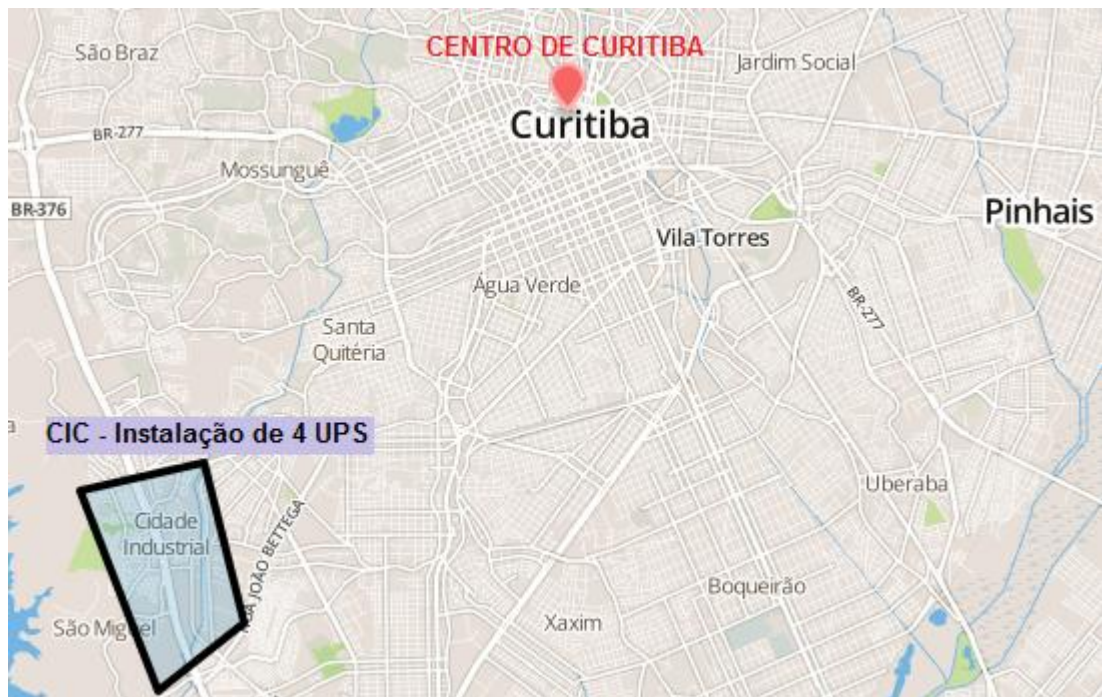 CENTRO DE CURITIBA
São Braz
Jardim Social
Curitiba
BR-277
Mossunguê
BR-376
Pinhais
Vila Torres
Água Verde
BR-277
Santa
Quitéria
CIC - Instalação de 4 UPS
a
Uberaba
Cidade
Industrial
RUA JOÃO BETTEGA
Boqueirão
São Miguel
Xaxim